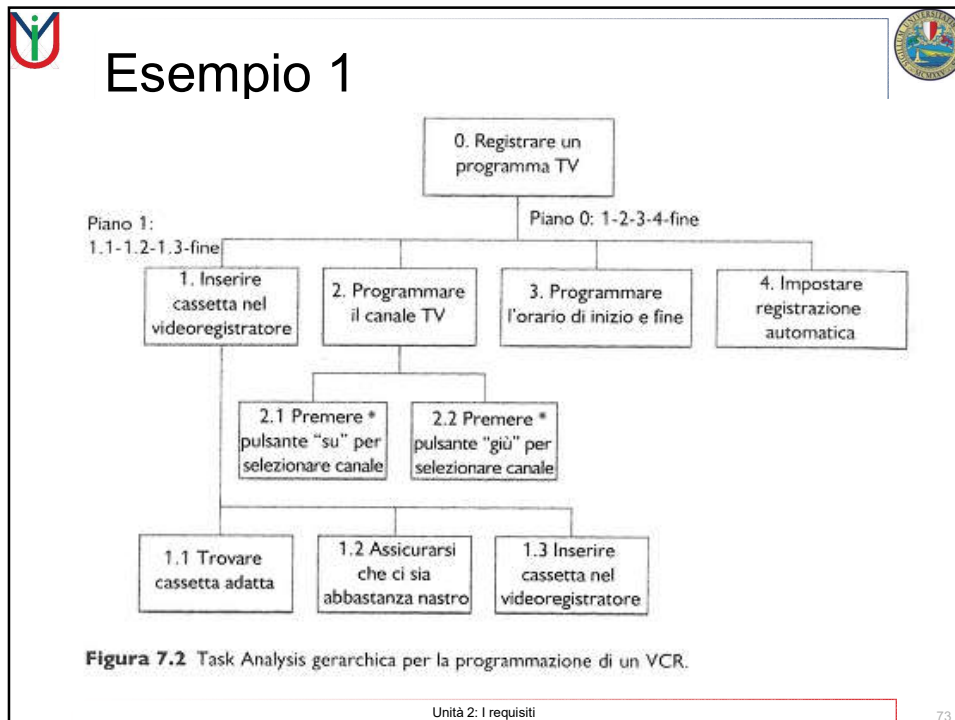 Esempio 1
0. Registrare un
programma TV
Piano 0: 1-2-3-4-fine
Piano 1:
1.1-1.2-1.3-fine
1. Inserire
cassetta nel
videoregistratore
2. Programmare
il canale TV
3. Programmare
l'orario di inizio e fine
4. Impostare
registrazione
automatica
2.1 Premere *
pulsante "su" per
selezionare canale
2.2 Premere *
pulsante "giù" per
selezionare canale
1.1 Trovare
cassetta adatta
1.2 Assicurarsi
che ci sia
abbastanza nastro
1.3 Inserire
cassetta nel
videoregistratore
Figura 7.2 Task Analysis gerarchica per la programmazione di un VCR.
Unità 2: I requisiti
73